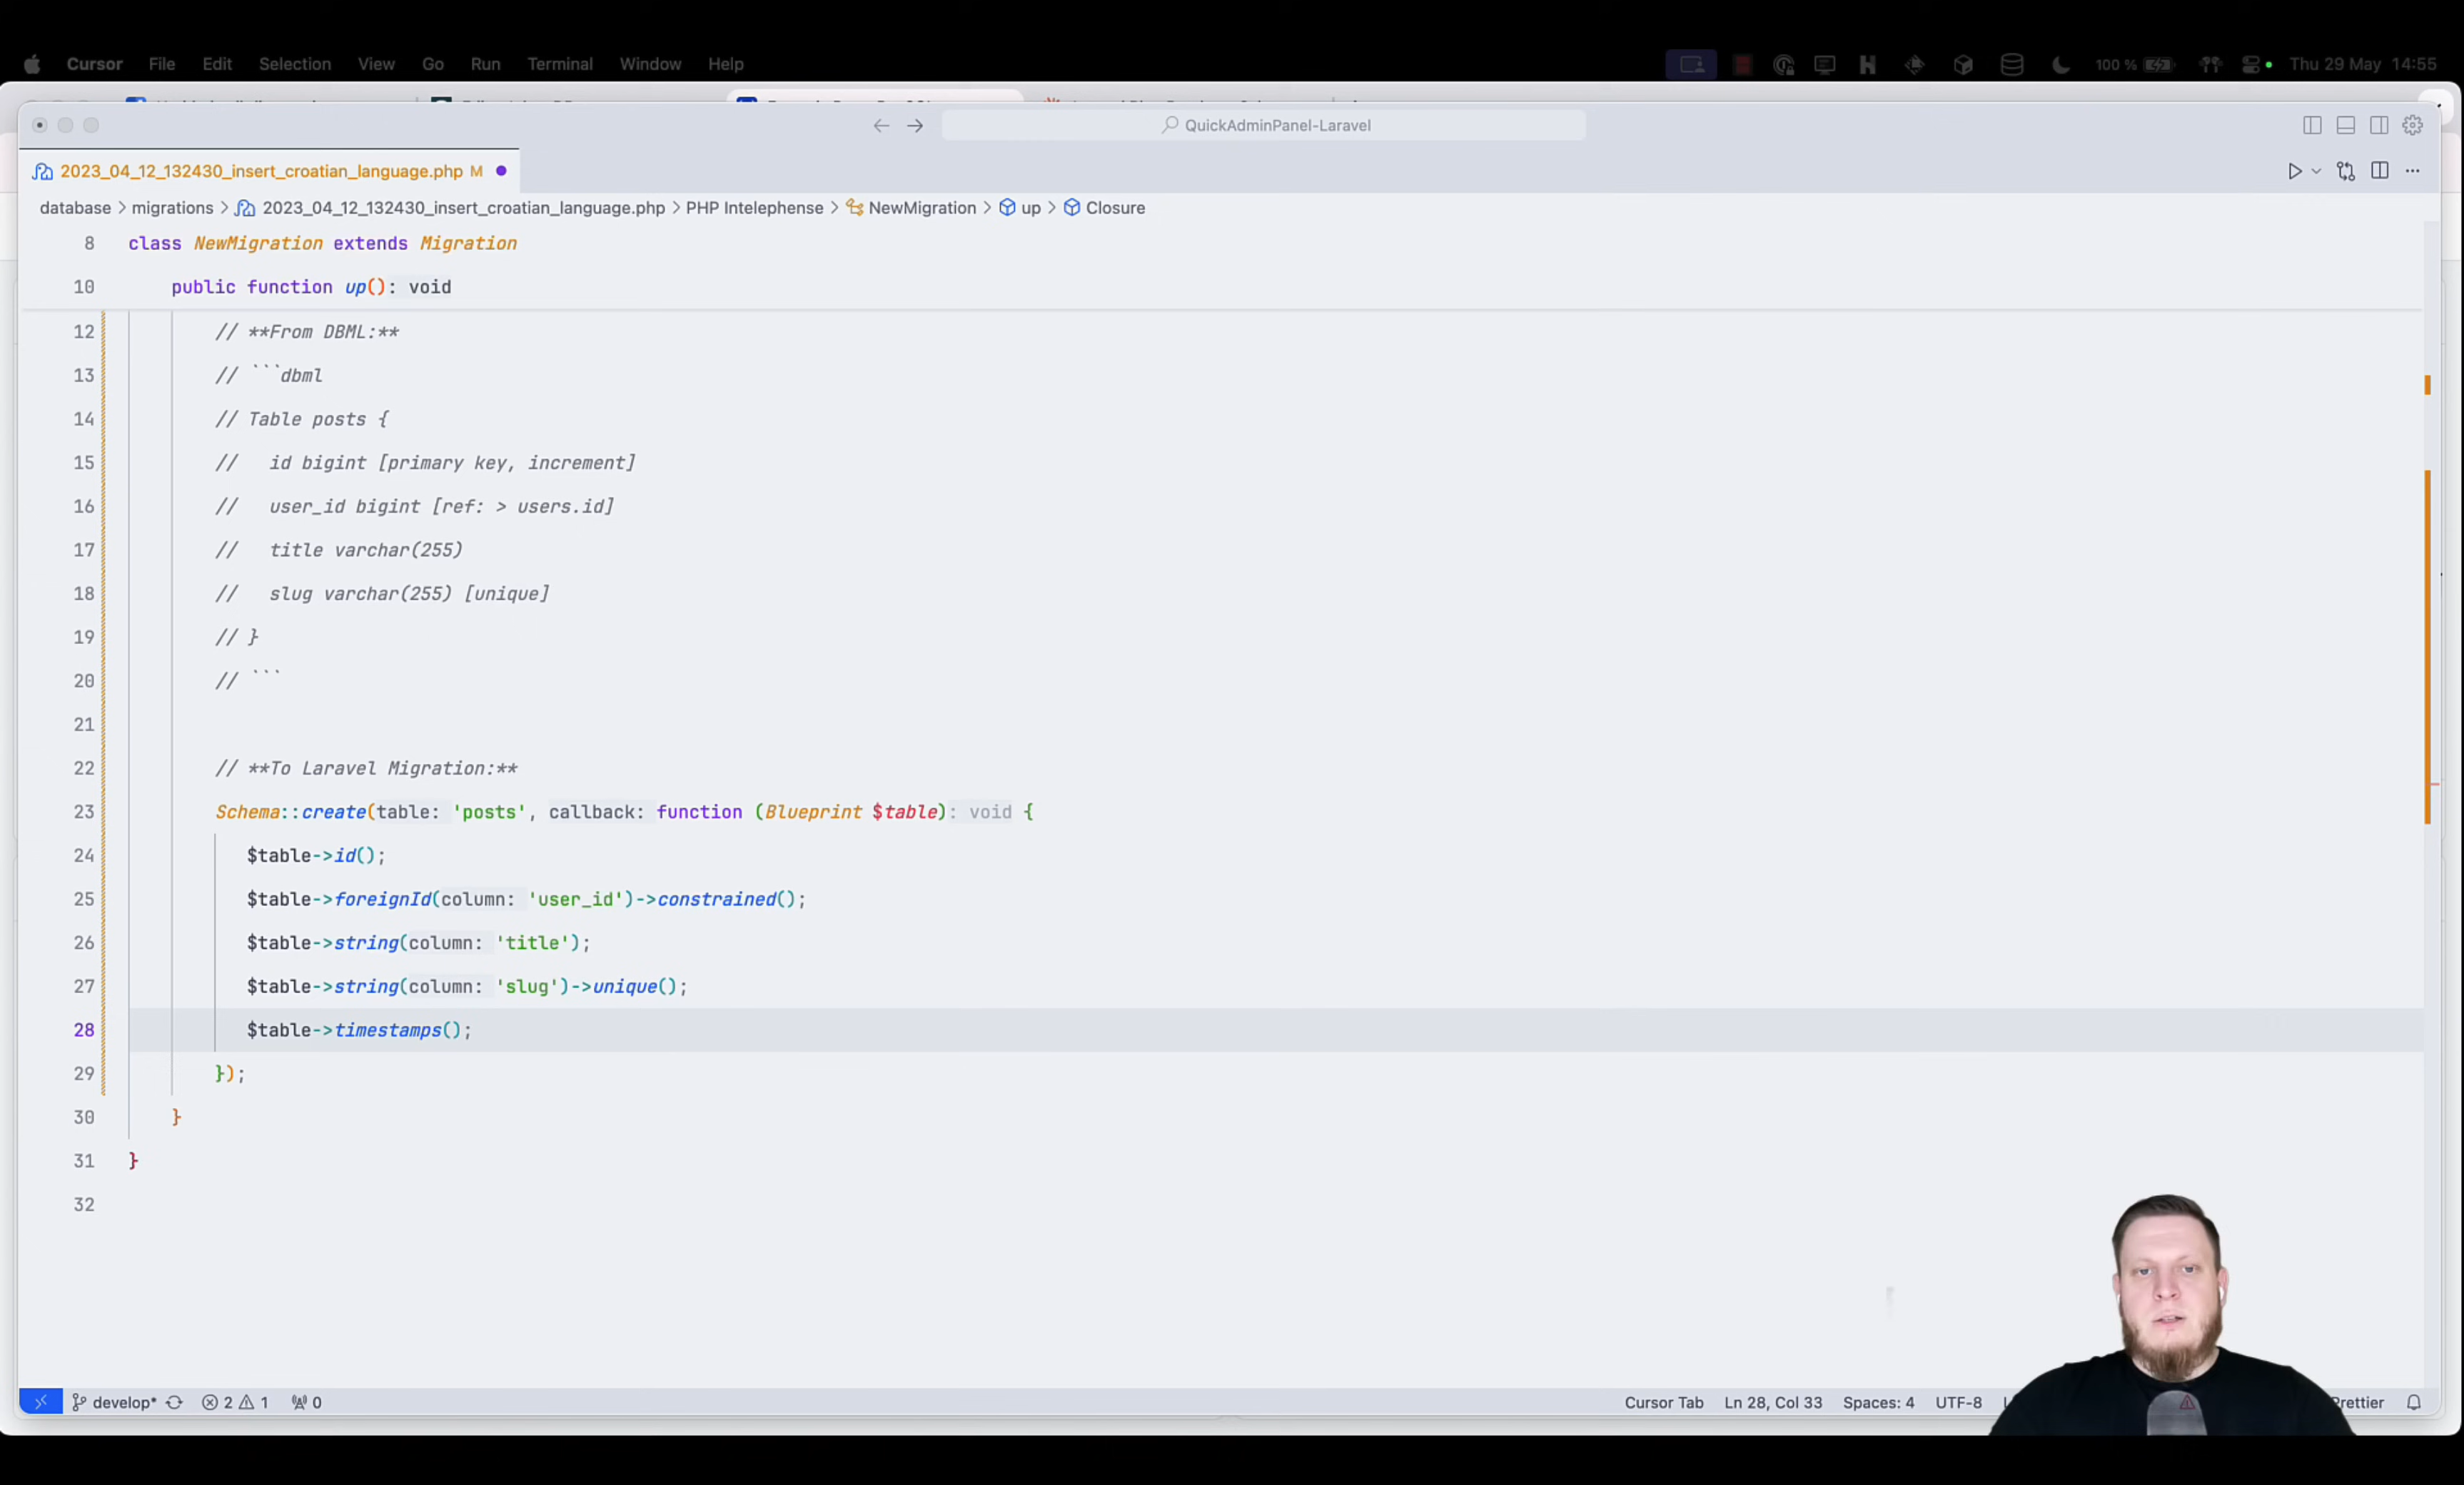 Cursor File Edit Selection View Go Run Terminal Window Help 100 % Thu 29 May 14:55
QuickAdminPanel-Laravel
2023_04_12_132430_insert_croatian_language.php M
database > migrations > 2023_04_12_132430_insert_croatian_language.php > PHP Intelephense > NewMigration > up > Closure
8 class NewMigration extends Migration
10 public function up(): void
12 // **From DBML:**
13 // ```dbml
14 // Table posts {
15 // id bigint [primary key, increment]
16 // user_id bigint [ref: > users.id]
17 // title varchar(255)
18 // slug varchar(255) [unique]
19 // }
20 // ```
21
22 // **To Laravel Migration:**
23 Schema::create(table: 'posts', callback: function (Blueprint $table): void {
24 $table->id();
25 $table->foreignId(column: 'user_id')->constrained();
26 $table->string(column: 'title');
27 $table->string(column: 'slug')->unique();
28 $table->timestamps();
29 });
30 }
31 }
32
develop* 2 1 0 Cursor Tab Ln 28, Col 33 Spaces: 4 UTF-8 Prettier